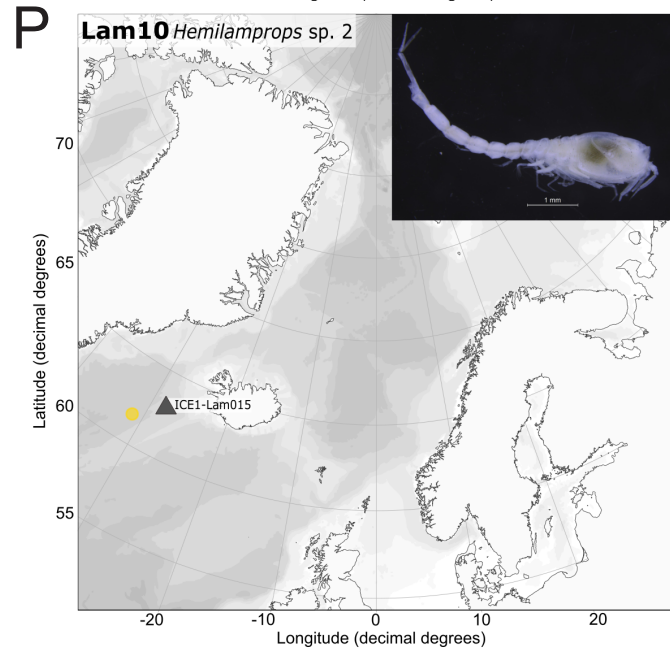 P
Lam10 Hemilamprops sp. 2
1 mm
70
65
60
55
Latitude (decimal degrees)
ICE1-Lam015
-20 -10 0 10 20
Longitude (decimal degrees)